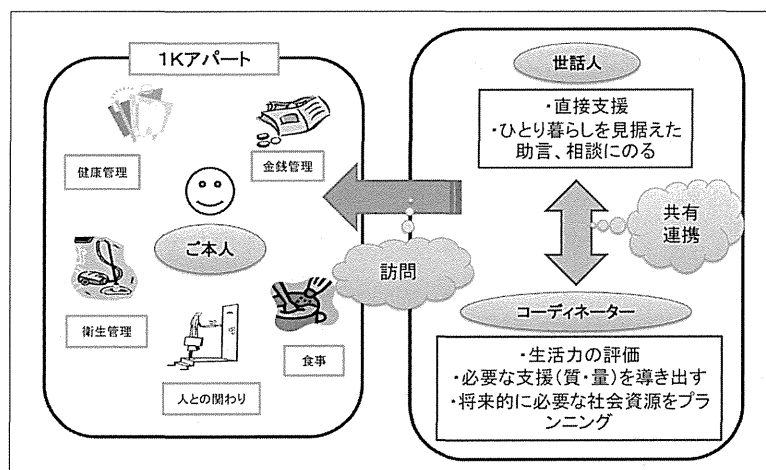 1Kアパート
健康管理
金銭管理
ご本人
衛生管理
人との関わり
食事
訪問
世話人
・直接支援
・ひとり暮らしを見据えた
助言、相談にのる
共有
連携
コーディネーター
・生活力の評価
・必要な支援(質・量)を導き出す
・将来的に必要な社会資源をプラ
ンニング